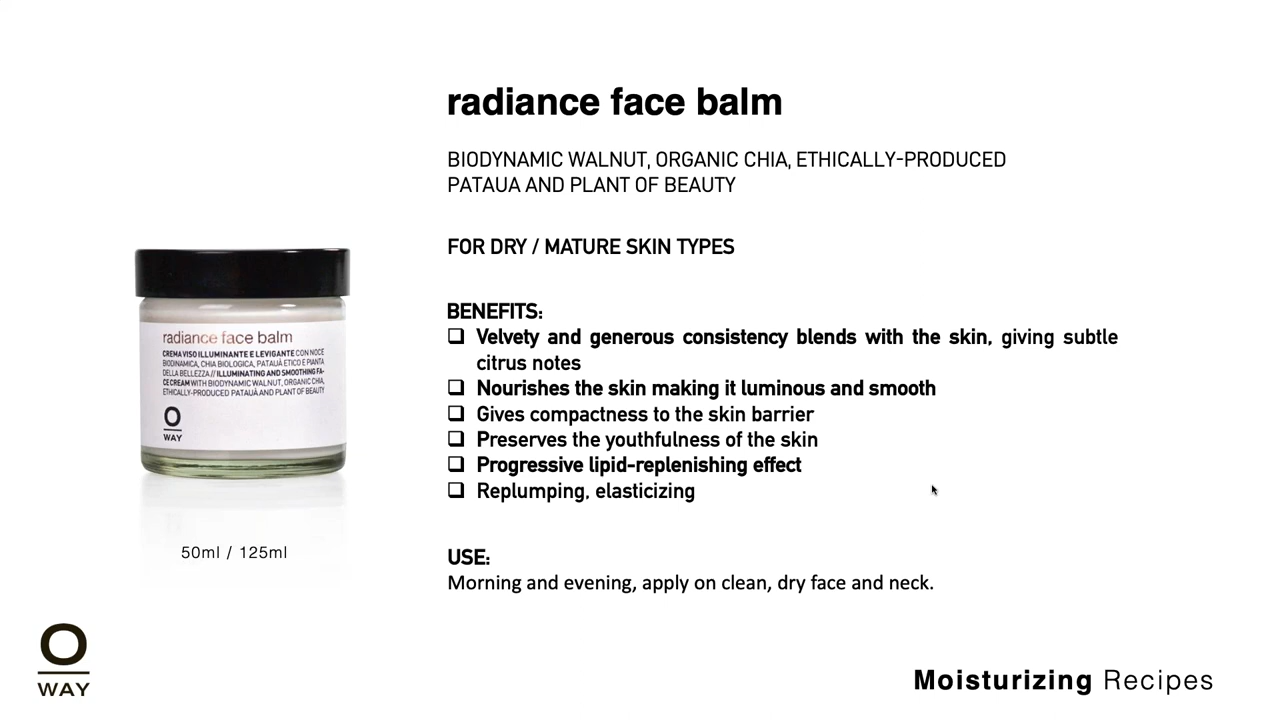 radiance face balm
BIODYNAMIC WALNUT, ORGANIC CHIA, ETHICALLY-PRODUCED
PATAUA AND PLANT OF BEAUTY
FOR DRY / MATURE SKIN TYPES
BENEFITS:
Velvety and generous consistency blends with the skin, giving subtle
citrus notes
Nourishes the skin making it luminous and smooth
Gives compactness to the skin barrier
Preserves the youthfulness of the skin
Progressive lipid-replenishing effect
Replumping, elasticizing
USE:
Morning and evening, apply on clean, dry face and neck.
radiance face balm
CREMA VISO ILLUMINANTE E LEVIGANTE CON NOCE
BIODINAMICA, CHIA BIOLOGICA, PATAUÀ ETICO E PIANTA
DELLA BELLEZZA // ILLUMINATING AND SMOOTHING FA-
CE CREAM WITH BIODYNAMIC WALNUT, ORGANIC CHIA,
ETHICALLY-PRODUCED PATAUÀ AND PLANT OF BEAUTY
O
WAY
50ml / 125ml
O
WAY
Moisturizing Recipes